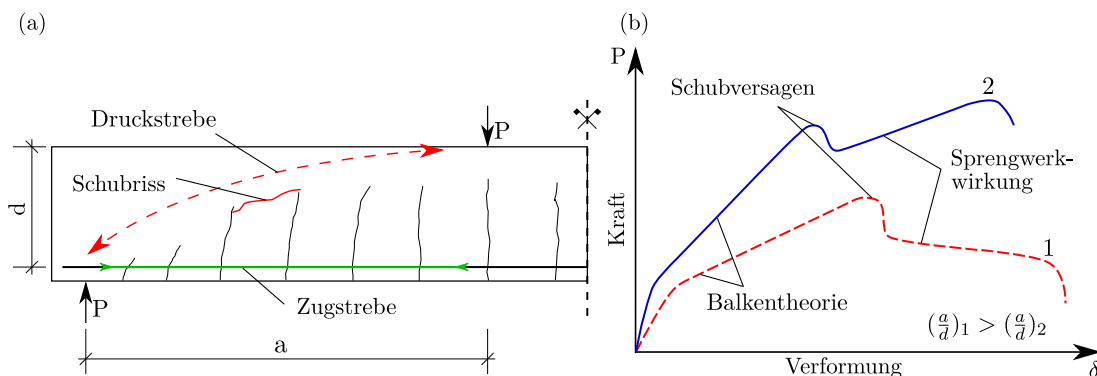 (a)
Druckstrebe
P
Schubriss
d
Zugstrebe
P
a
(b)
P
Schubversagen
2
Sprengwerk-
wirkung
Kraft
1
Balkentheorie
(a/d)₁ > (a/d)₂
Verformung
δ